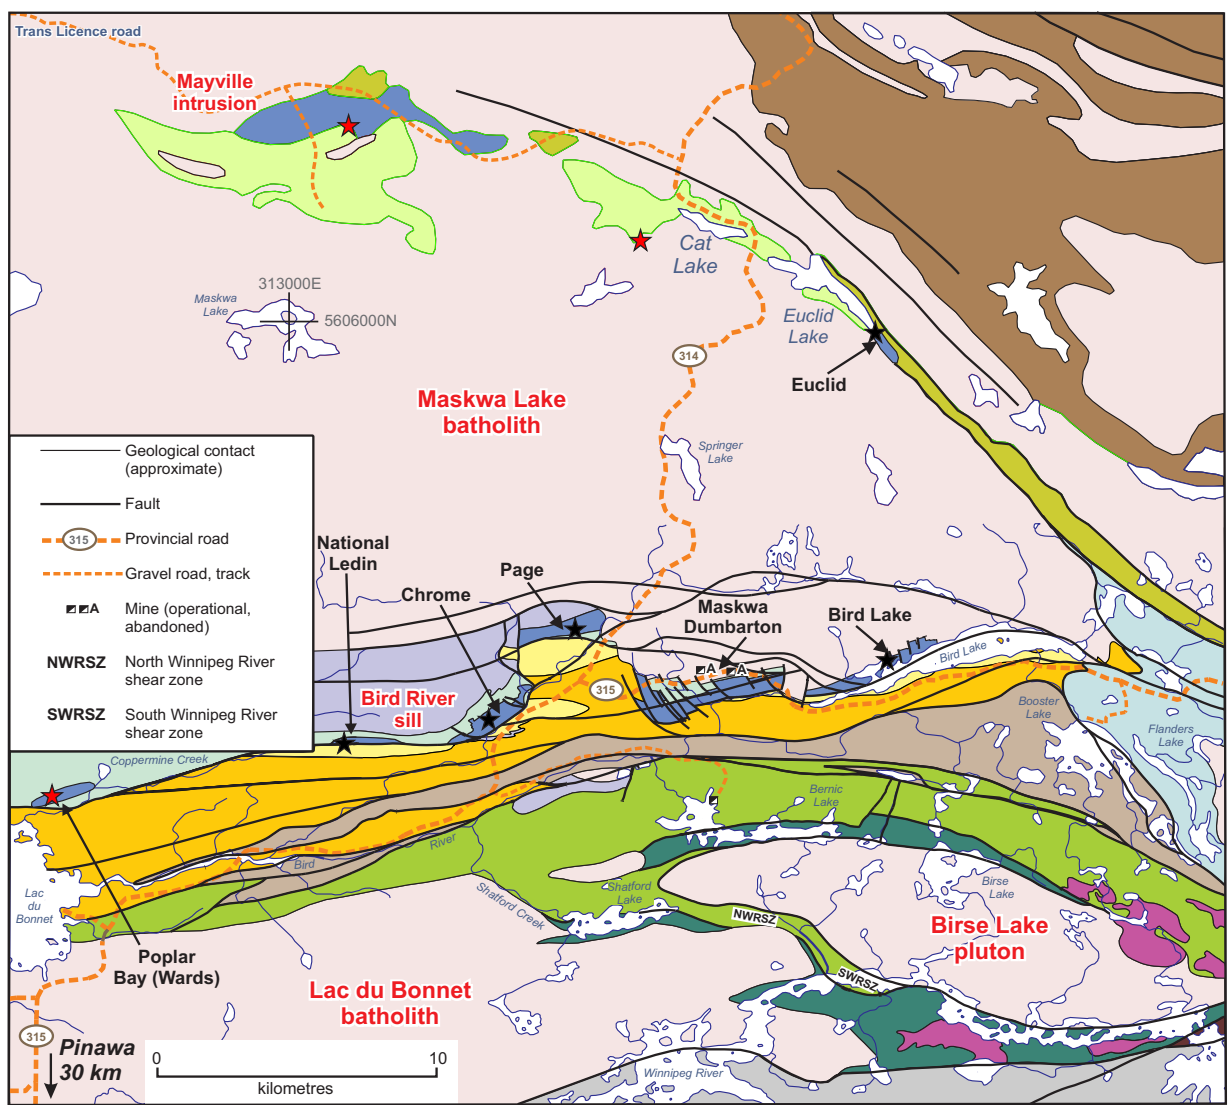 Trans Licence road
Mayville
intrusion
Cat
Lake
313000E
5606000N
Maskwa
Lake
Euclid
Lake
314
Euclid
Maskwa Lake
batholith
Springer
Lake
Geological contact
(approximate)
Fault
315
Provincial road
Gravel road, track
A
Mine (operational,
abandoned)
NWRSZ
North Winnipeg River
shear zone
SWRSZ
South Winnipeg River
shear zone
National
Ledin
Chrome
Page
Maskwa
Dumbarton
Bird Lake
A
A
Bird Lake
315
Bird River
sill
Booster
Lake
Flanders
Lake
Coppermine Creek
Bernic
Lake
River
Bird
Lac
du
Bonnet
Shatford Creek
Shatford
Lake
Birse
Lake
NWRSZ
Birse Lake
pluton
SWRSZ
Poplar
Bay (Wards)
Lac du Bonnet
batholith
315
Pinawa
30 km
0
10
kilometres
Winnipeg River